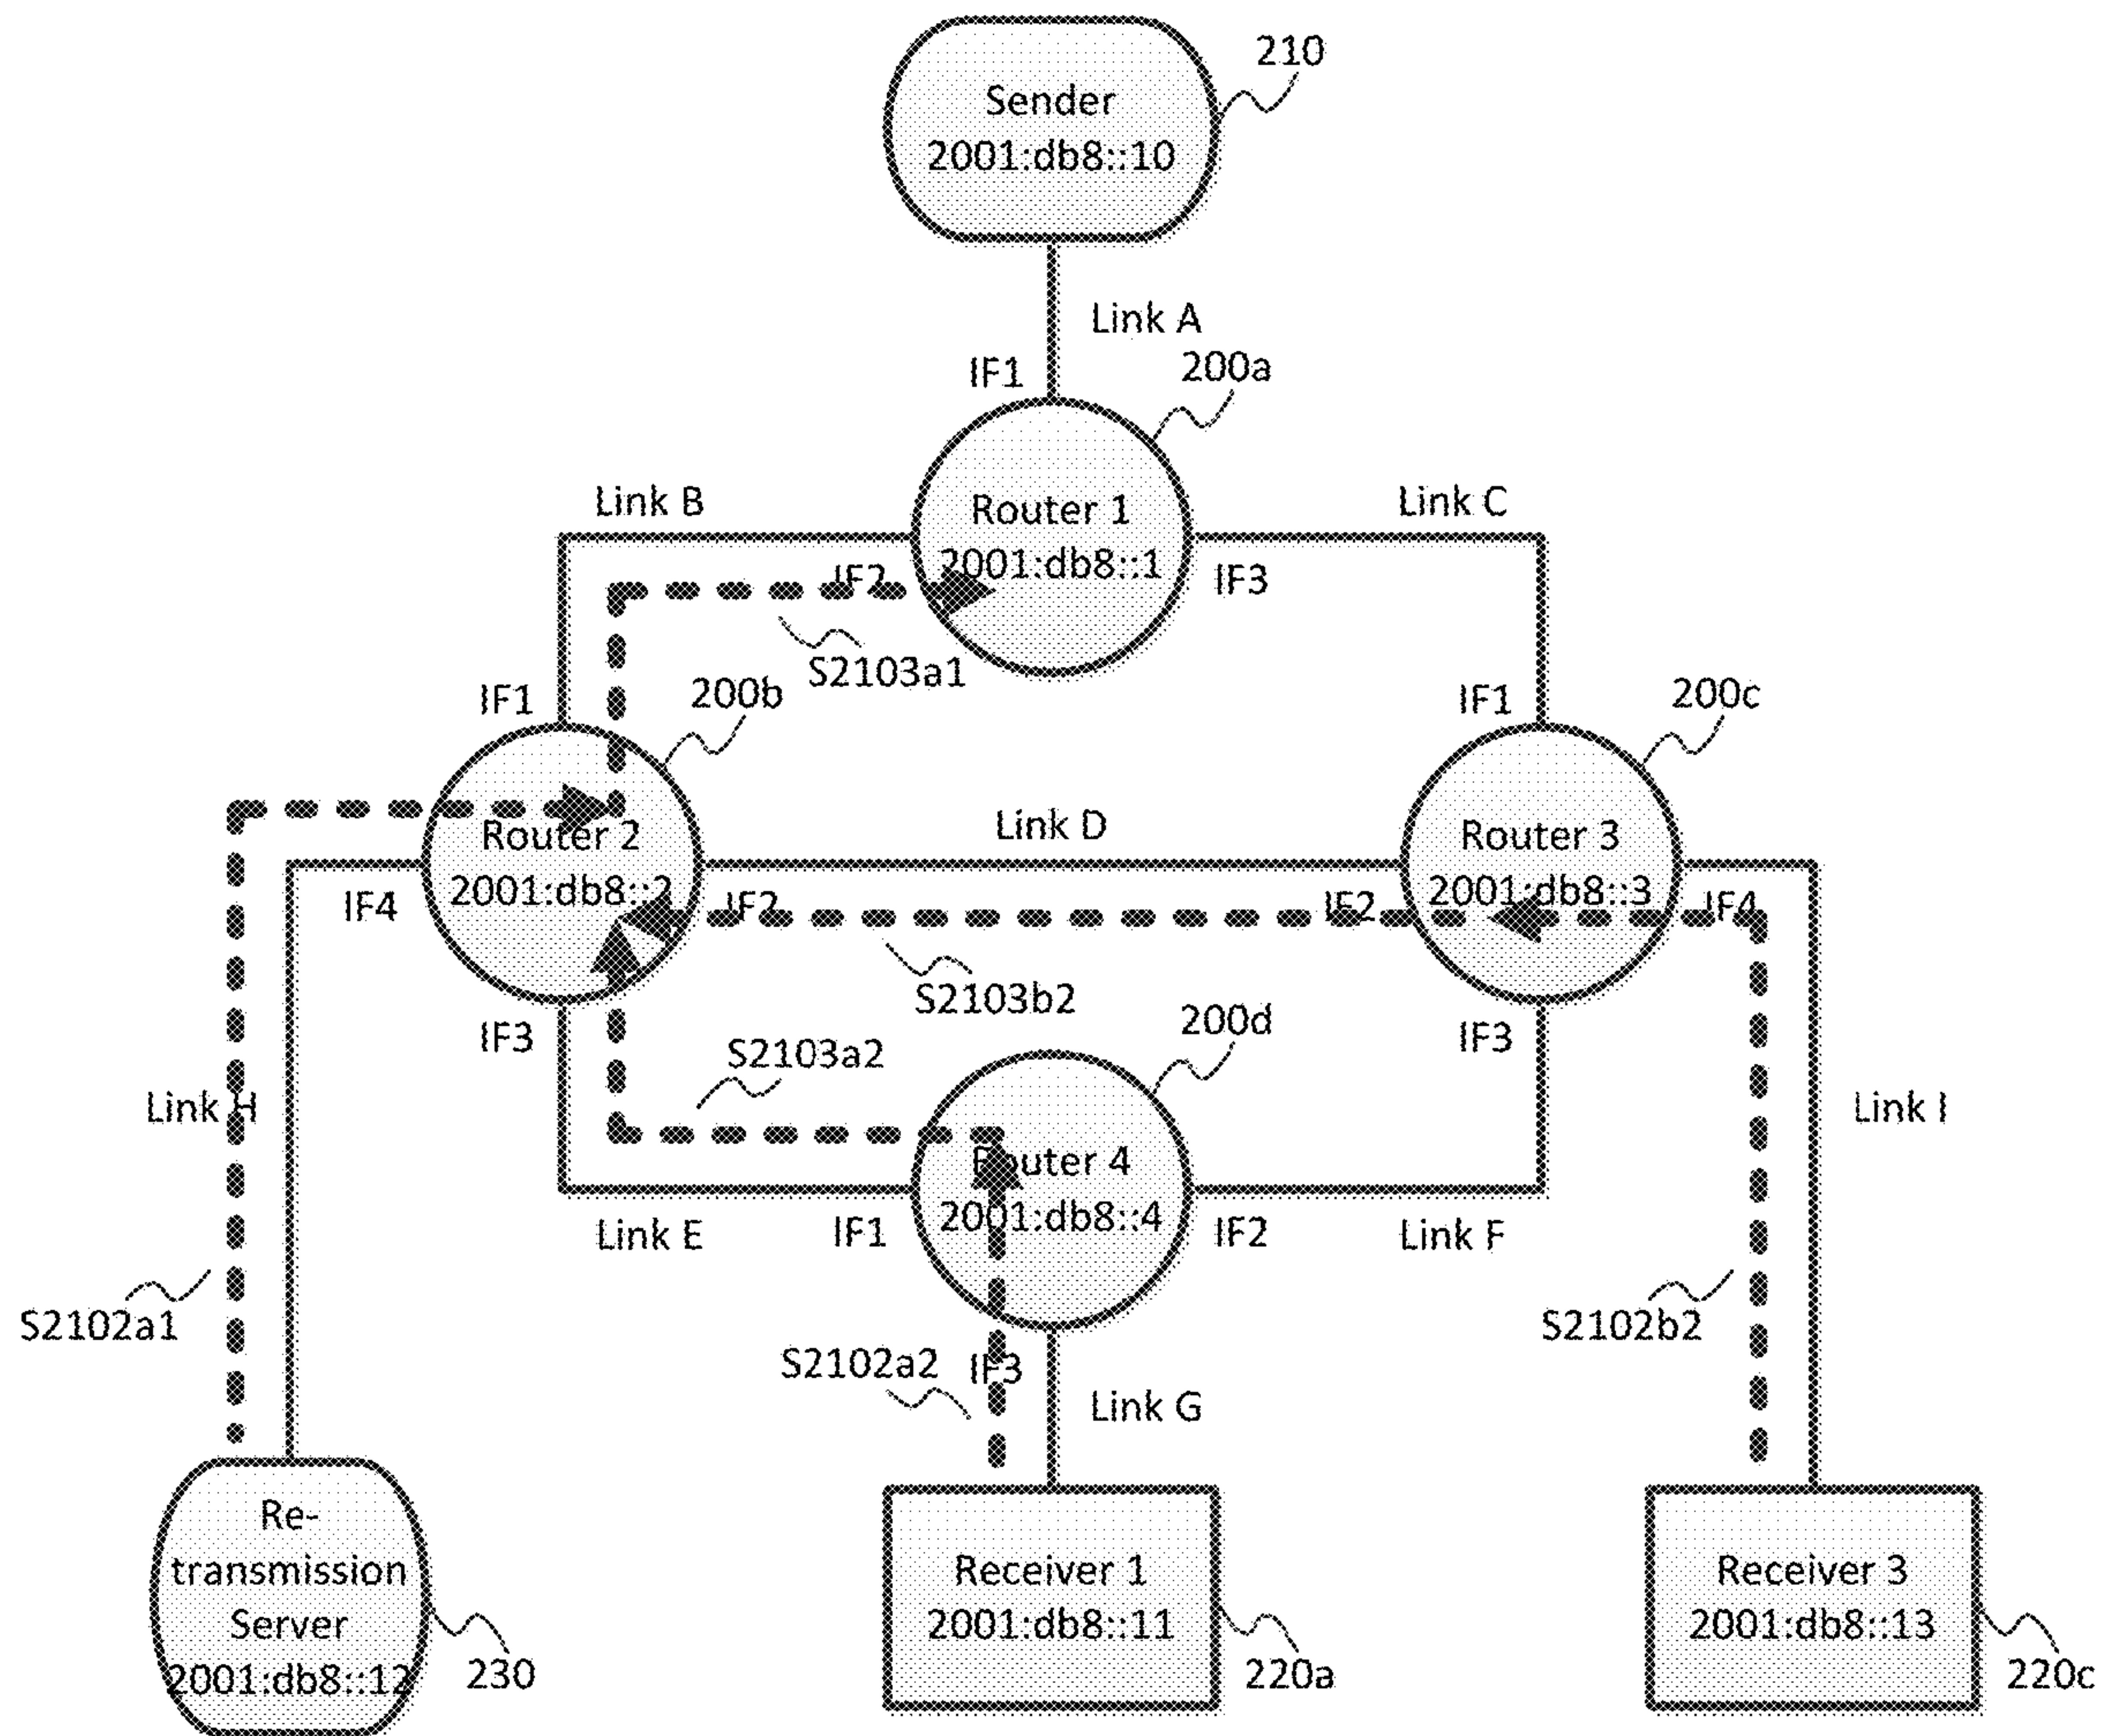 210
Sender
2001:db8::10
Link A
IF1
200a
Link B
Router 1
Link C
2001:db8::1
IF2
IF3
S2103a1
IF1
200b
IF1
200c
Link D
Router 2
Router 3
2001:db8::2
2001:db8::3
IF4
IF2
IF2
IF4
S2103b2
IF3
200d
IF3
S2103a2
Link H
Link I
Router 4
2001:db8::4
Link E
IF1
IF2
Link F
S2102a1
S2102b2
S2102a2
IF3
Link G
Re-
transmission
Server
2001:db8::12
230
Receiver 1
2001:db8::11
220a
Receiver 3
2001:db8::13
220c